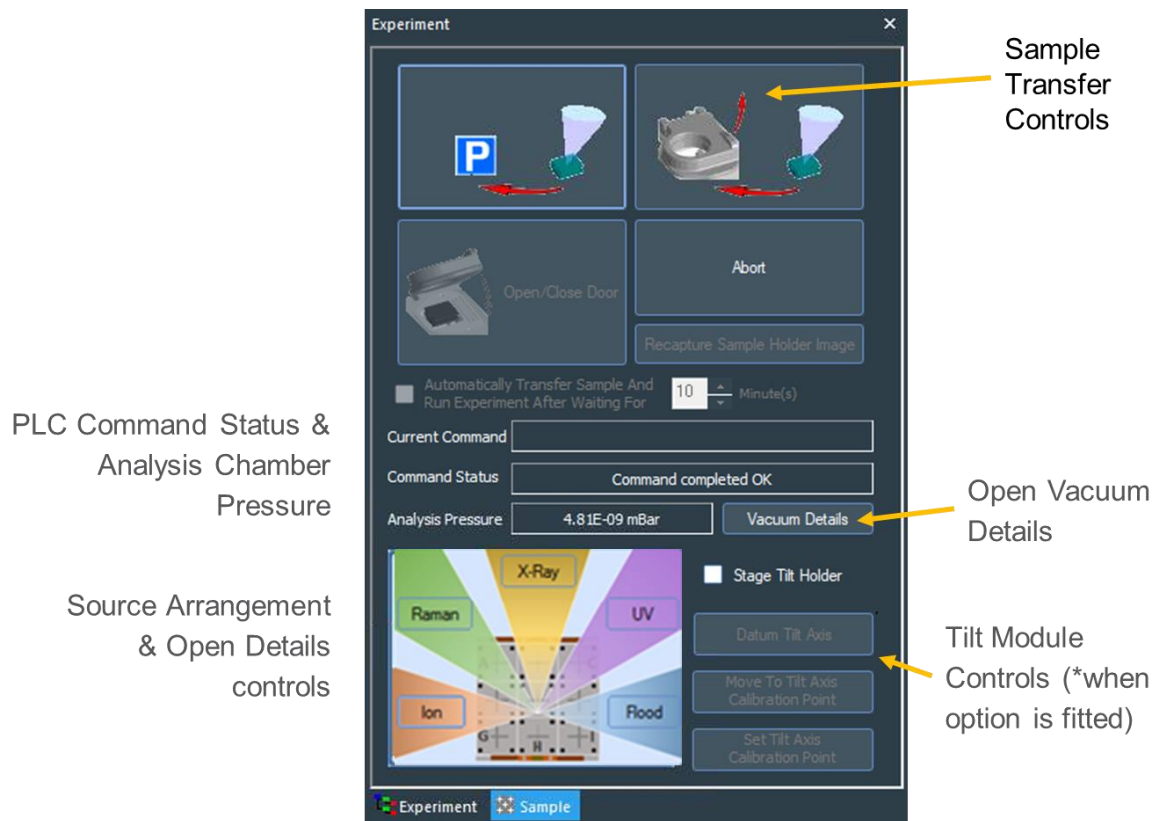 Experiment
Sample
Transfer
Controls
P
Open/Close Door
Abort
Recapture Sample Holder Image
Automatically Transfer Sample And
Run Experiment After Waiting For
10
Minute(s)
PLC Command Status &
Analysis Chamber
Pressure
Current Command
Command Status
Command completed OK
Analysis Pressure
4.81E-09 mBar
Vacuum Details
Open Vacuum
Details
Source Arrangement
& Open Details
controls
X-Ray
Raman
UV
Ion
Flood
A
C
G
H
I
Stage Tilt Holder
Datum Tilt Axis
Move To Tilt Axis
Calibration Point
Set Tilt Axis
Calibration Point
Tilt Module
Controls (*when
option is fitted)
Experiment
Sample